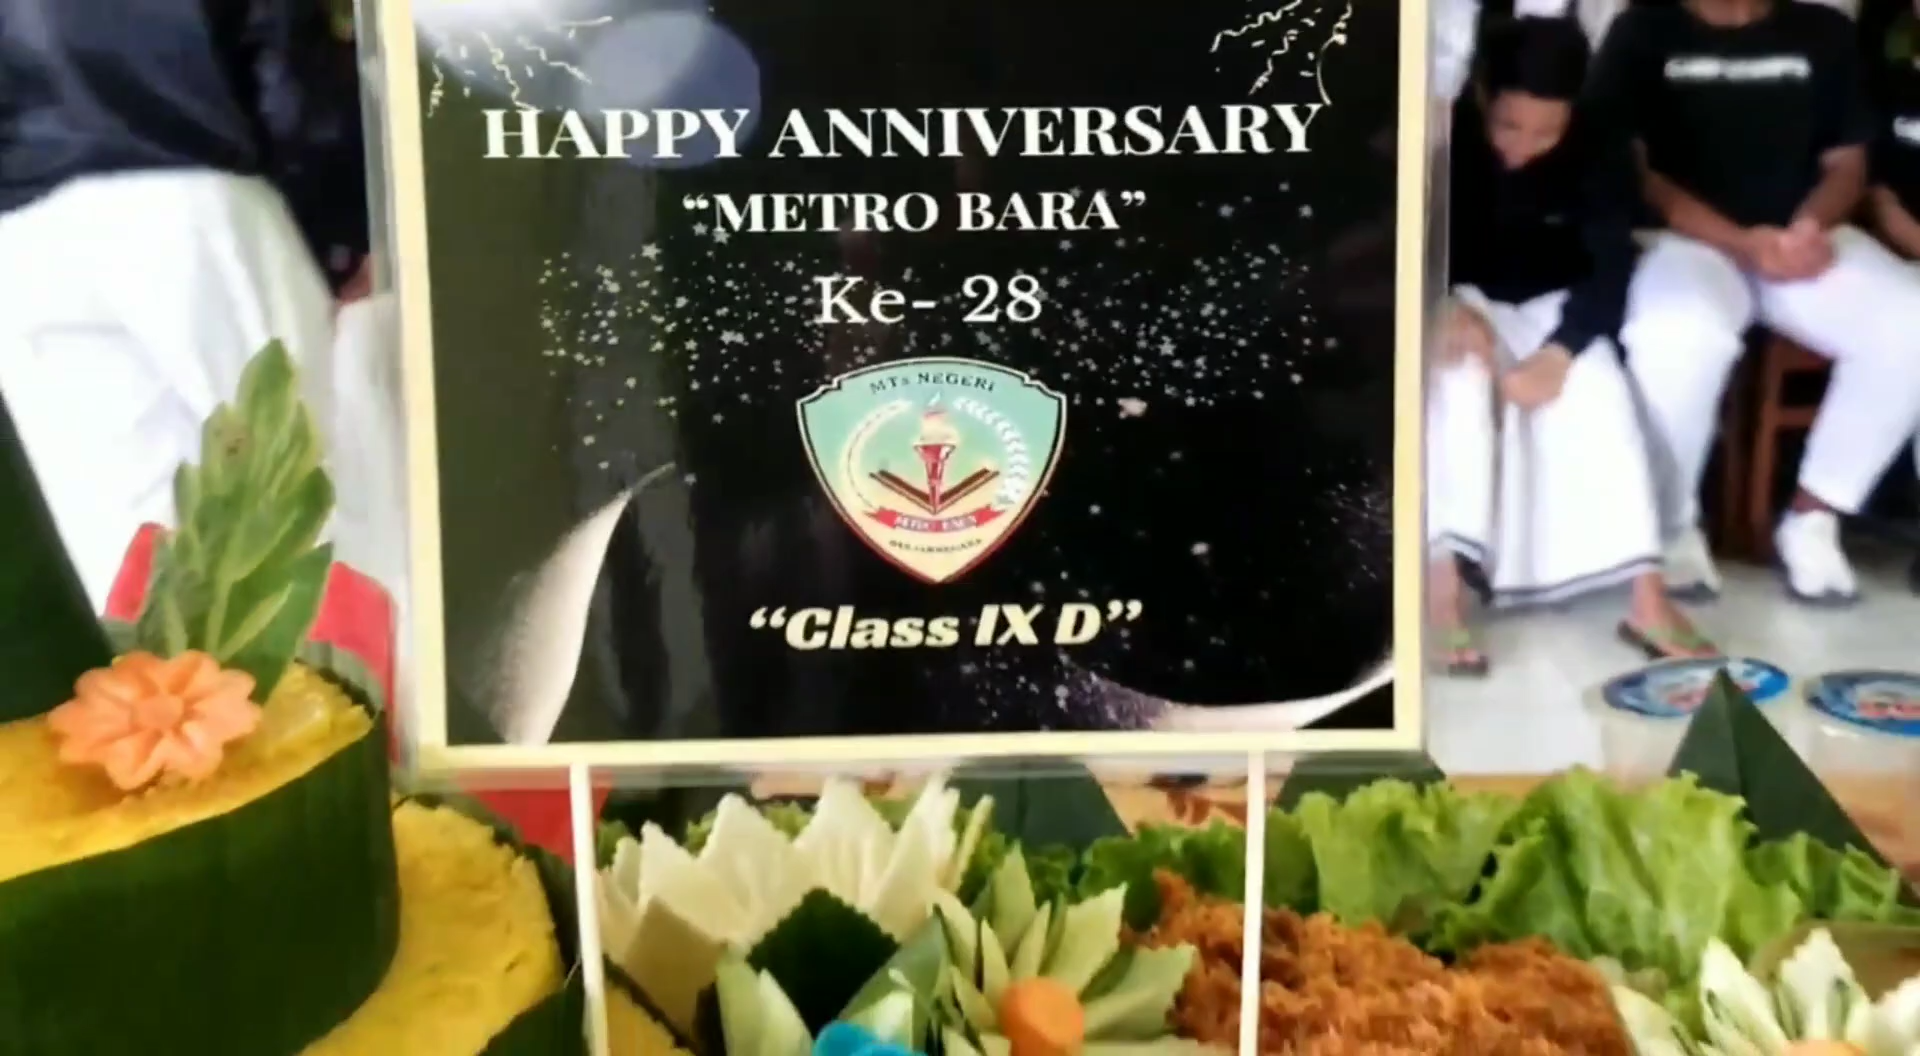 HAPPY ANNIVERSARY
“METRO BARA”
Ke- 28
MTs NEGERI
“Class IX D”